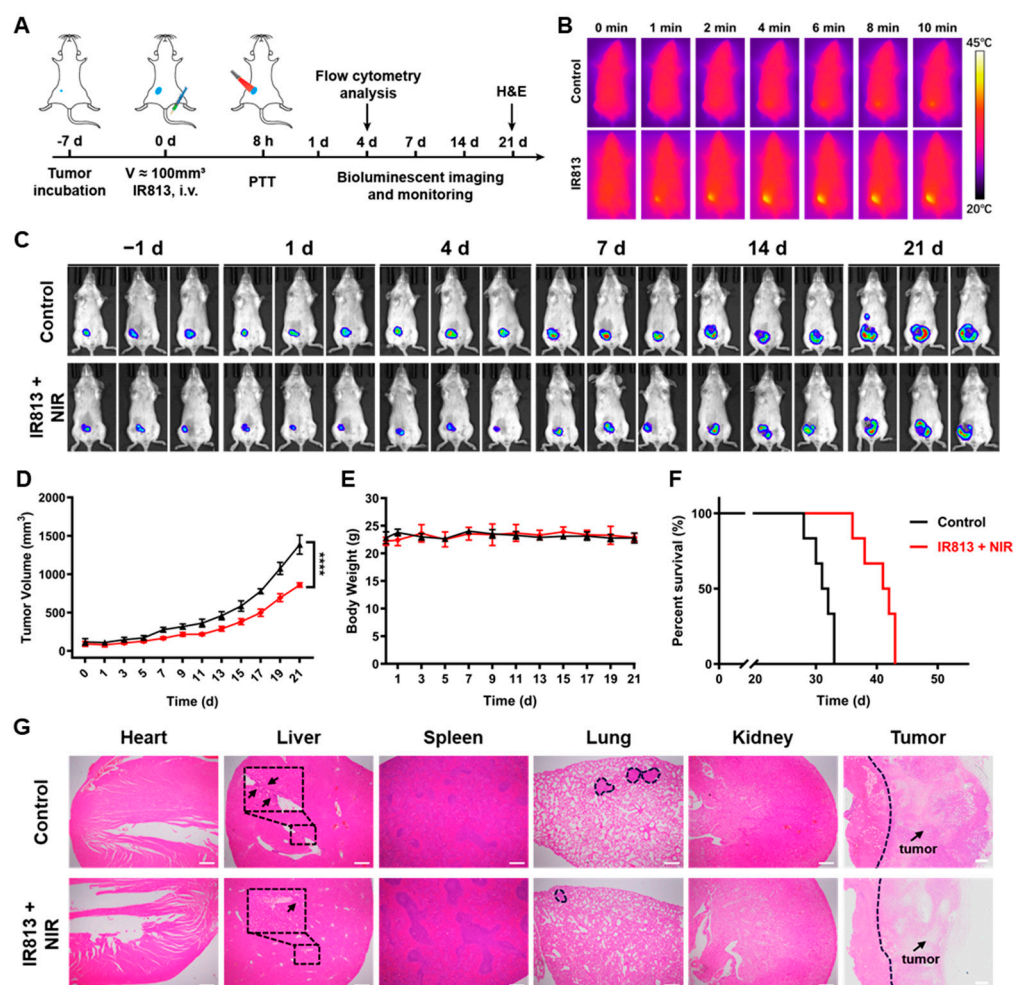 A
Flow cytometry
analysis
H&E
-7 d
0 d
8 h
1 d
4 d
7 d
14 d
21 d
Tumor
incubation
V ≈ 100mm³
IR813, i.v.
PTT
Bioluminescent imaging
and monitoring
B
0 min
1 min
2 min
4 min
6 min
8 min
10 min
Control
IR813
45°C
20°C
C
−1 d
1 d
4 d
7 d
14 d
21 d
Control
IR813 +
NIR
D
Tumor Volume (mm³)
2000
1500
1000
500
0
****
0 1 3 5 7 9 11 13 15 17 19 21
Time (d)
E
Body Weight (g)
30
25
20
15
10
5
0
1 3 5 7 9 11 13 15 17 19 21
Time (d)
F
Percent survival (%)
100
50
0
0 20 30 40 50
Time (d)
Control
IR813 + NIR
G
Heart
Liver
Spleen
Lung
Kidney
Tumor
Control
tumor
IR813 +
NIR
tumor